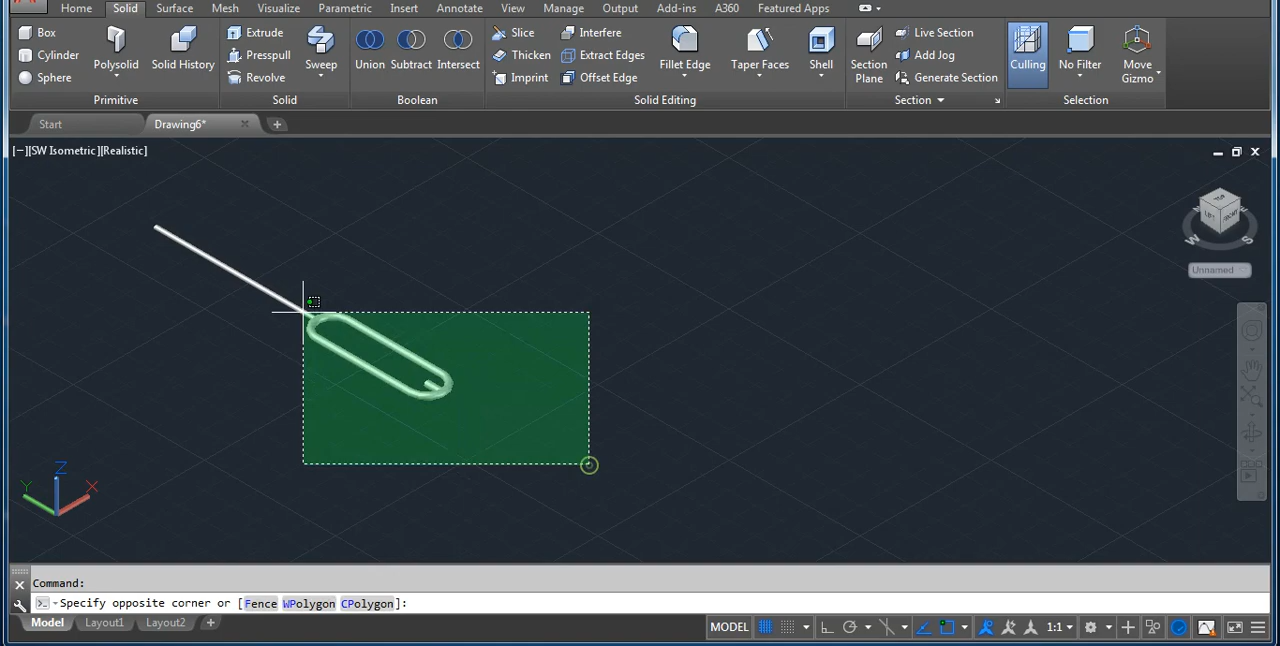 Home Solid Surface Mesh Visualize Parametric Insert Annotate View Manage Output Add-ins A360 Featured Apps
Box Extrude Slice Interfere Live Section
Cylinder Presspull Thicken Extract Edges Add Jog
Sphere Revolve Imprint Offset Edge Generate Section
Polysolid Solid History Sweep Union Subtract Intersect Fillet Edge Taper Faces Shell Section Plane Culling No Filter Move Gizmo
Primitive Solid Boolean Solid Editing Section Selection
Start Drawing6*
[−][SW Isometric][Realistic]
TOP
LEFT FRONT
W S
Unnamed
Z
Y X
Command:
Specify opposite corner or [Fence WPolygon CPolygon]:
Model Layout1 Layout2 + MODEL 1:1